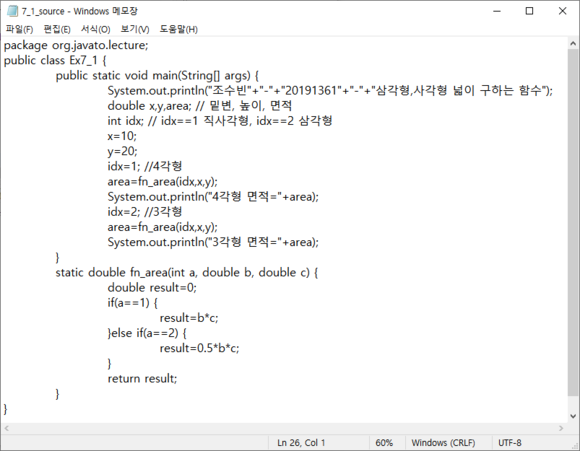 7_1_source - Windows 메모장
파일(F) 편집(E) 서식(O) 보기(V) 도움말(H)
package org.javato.lecture;
public class Ex7_1 {
public static void main(String[] args) {
System.out.println("조수빈"+"-"+"20191361"+"-"+"삼각형,사각형 넓이 구하는 함수");
double x,y,area; // 밑변, 높이, 면적
int idx; // idx==1 직사각형, idx==2 삼각형
x=10;
y=20;
idx=1; //4각형
area=fn_area(idx,x,y);
System.out.println("4각형 면적="+area);
idx=2; //3각형
area=fn_area(idx,x,y);
System.out.println("3각형 면적="+area);
}
static double fn_area(int a, double b, double c) {
double result=0;
if(a==1) {
result=b*c;
}else if(a==2) {
result=0.5*b*c;
}
return result;
}
}
Ln 26, Col 1 60% Windows (CRLF) UTF-8